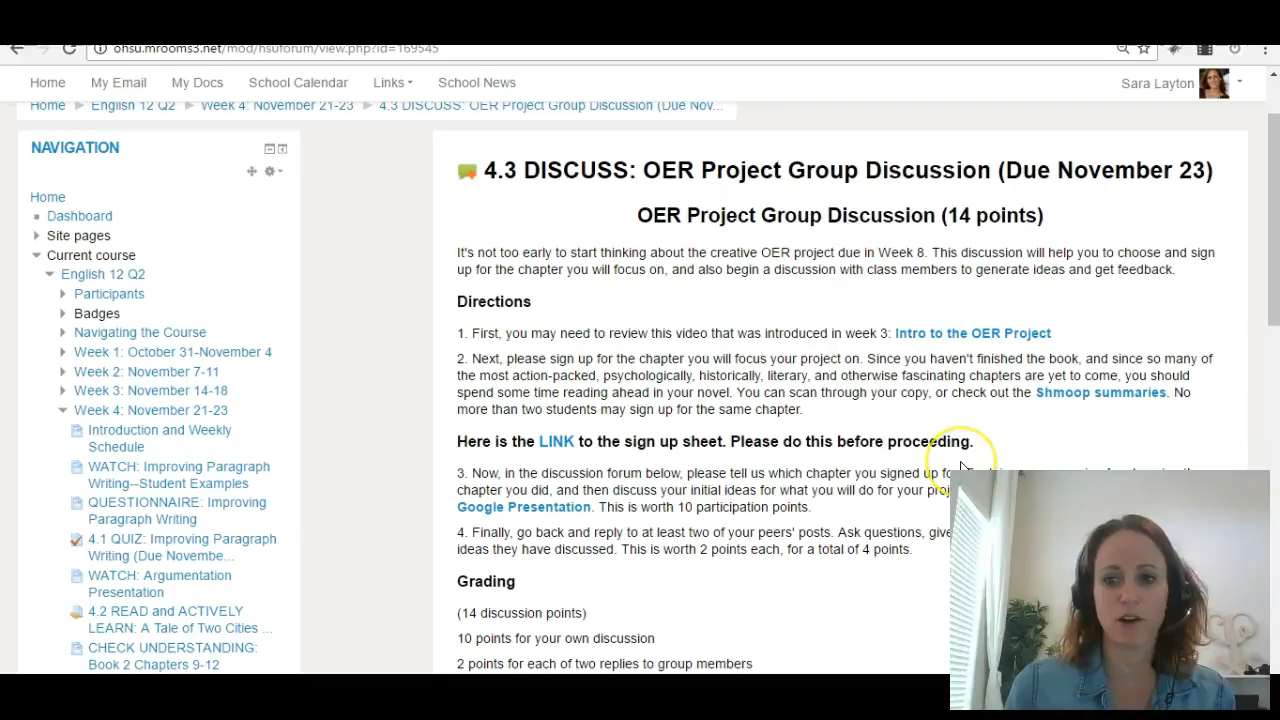 ohsu.mrooms3.net/mod/hsuforum/view.php?id=169545
Home My Email My Docs School Calendar Links School News
Sara Layton
Home English 12 Q2 Week 4: November 21-23 4.3 DISCUSS: OER Project Group Discussion (Due Nov...
NAVIGATION
Home
Dashboard
Site pages
Current course
English 12 Q2
Participants
Badges
Navigating the Course
Week 1: October 31-November 4
Week 2: November 7-11
Week 3: November 14-18
Week 4: November 21-23
Introduction and Weekly
Schedule
WATCH: Improving Paragraph
Writing--Student Examples
QUESTIONNAIRE: Improving
Paragraph Writing
4.1 QUIZ: Improving Paragraph
Writing (Due Novembe...
WATCH: Argumentation
Presentation
4.2 READ and ACTIVELY
LEARN: A Tale of Two Cities ...
CHECK UNDERSTANDING:
Book 2 Chapters 9-12
4.3 DISCUSS: OER Project Group Discussion (Due November 23)
OER Project Group Discussion (14 points)
It's not too early to start thinking about the creative OER project due in Week 8. This discussion will help you to choose and sign
up for the chapter you will focus on, and also begin a discussion with class members to generate ideas and get feedback.
Directions
1. First, you may need to review this video that was introduced in week 3: Intro to the OER Project
2. Next, please sign up for the chapter you will focus your project on. Since you haven't finished the book, and since so many of
the most action-packed, psychologically, historically, literary, and otherwise fascinating chapters are yet to come, you should
spend some time reading ahead in your novel. You can scan through your copy, or check out the Shmoop summaries. No
more than two students may sign up for the same chapter.
Here is the LINK to the sign up sheet. Please do this before proceeding.
3. Now, in the discussion forum below, please tell us which chapter you signed up
chapter you did, and then discuss your initial ideas for what you will do for your
Google Presentation. This is worth 10 participation points.
4. Finally, go back and reply to at least two of your peers' posts. Ask questions,
ideas they have discussed. This is worth 2 points each, for a total of 4 points.
Grading
(14 discussion points)
10 points for your own discussion
2 points for each of two replies to group members